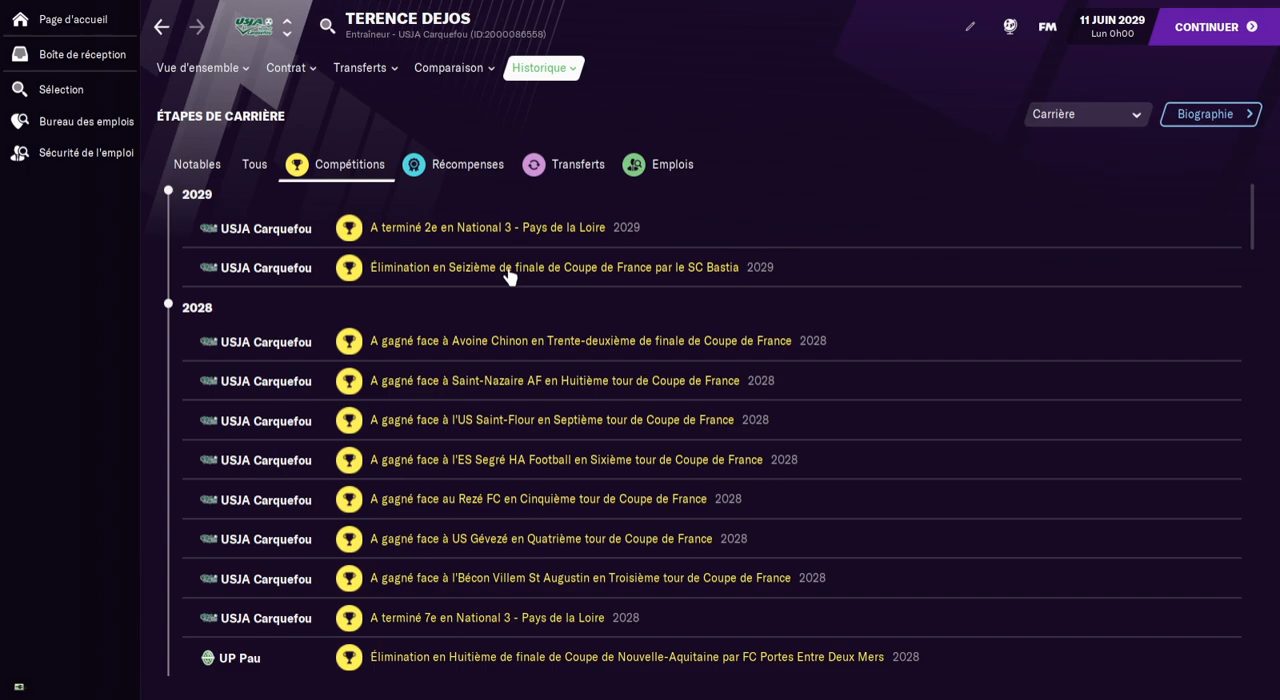 Page d'accueil
Boîte de réception
Sélection
Bureau des emplois
Sécurité de l'emploi
TERENCE DEJOS
Entraîneur - USJA Carquefou (ID:2000086558)
FM
11 JUIN 2029
Lun 0h00
CONTINUER
Vue d'ensemble Contrat Transferts Comparaison Historique
ÉTAPES DE CARRIÈRE
Carrière
Biographie
Notables Tous Compétitions Récompenses Transferts Emplois
2029
USJA Carquefou A terminé 2e en National 3 - Pays de la Loire 2029
USJA Carquefou Élimination en Seizième de finale de Coupe de France par le SC Bastia 2029
2028
USJA Carquefou A gagné face à Avoine Chinon en Trente-deuxième de finale de Coupe de France 2028
USJA Carquefou A gagné face à Saint-Nazaire AF en Huitième tour de Coupe de France 2028
USJA Carquefou A gagné face à l'US Saint-Flour en Septième tour de Coupe de France 2028
USJA Carquefou A gagné face à l'ES Segré HA Football en Sixième tour de Coupe de France 2028
USJA Carquefou A gagné face au Rezé FC en Cinquième tour de Coupe de France 2028
USJA Carquefou A gagné face à US Gévezé en Quatrième tour de Coupe de France 2028
USJA Carquefou A gagné face à l'Bécon Villem St Augustin en Troisième tour de Coupe de France 2028
USJA Carquefou A terminé 7e en National 3 - Pays de la Loire 2028
UP Pau Élimination en Huitième de finale de Coupe de Nouvelle-Aquitaine par FC Portes Entre Deux Mers 2028